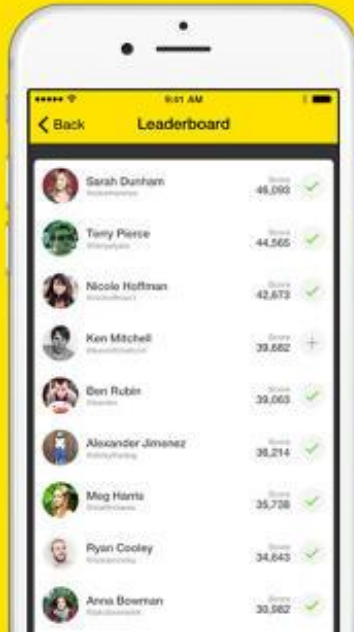 9:41 AM
Back
Leaderboard
Sarah Dunham
Score
46,093
Terry Pierce
Score
44,565
Nicole Hoffman
Score
42,673
Ken Mitchell
Score
39,682
Ben Rubin
Score
39,063
Alexander Jimenez
Score
36,214
Meg Harris
Score
35,738
Ryan Cooley
Score
34,643
Anna Bowman
Score
30,982